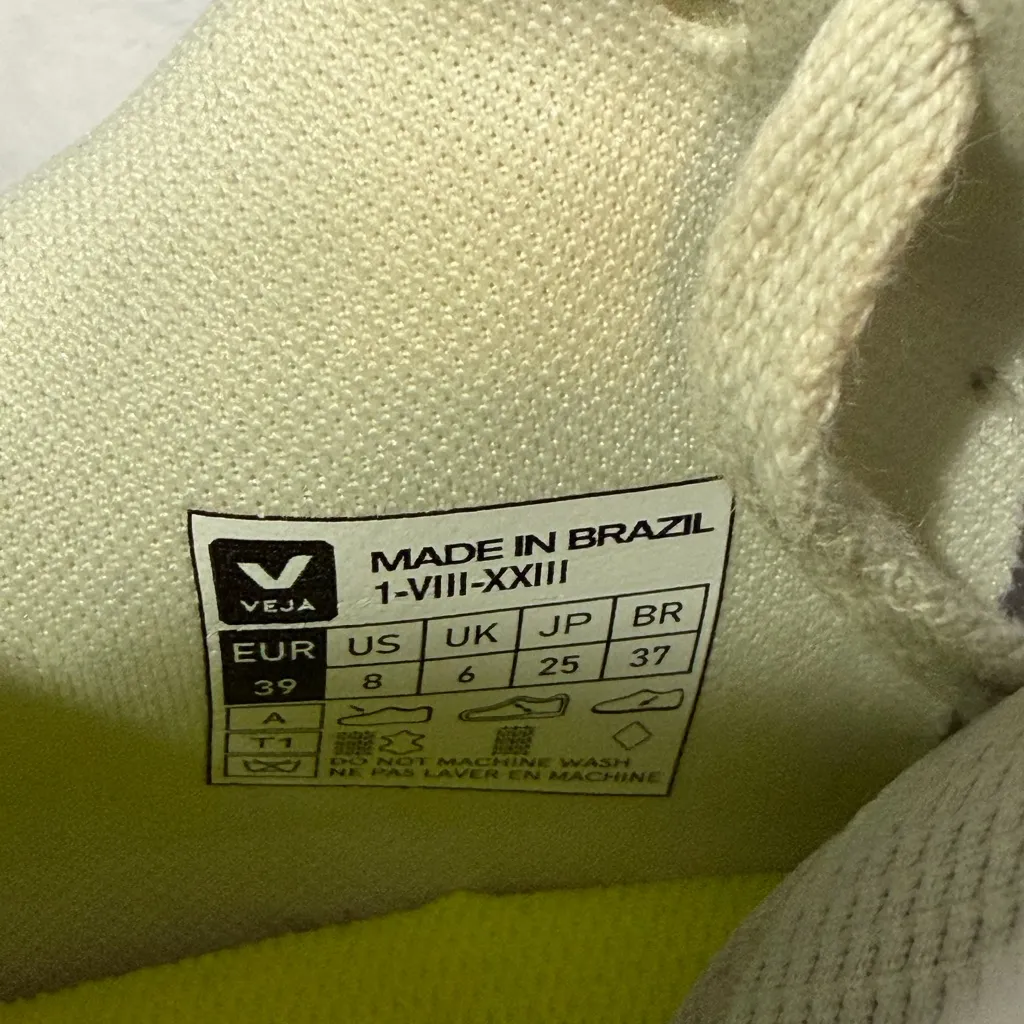 VEJA
MADE IN BRAZIL
1-VIII-XXIII
EUR US UK JP BR
39 8 6 25 37
A
T1
DO NOT MACHINE WASH
NE PAS LAVER EN MACHINE